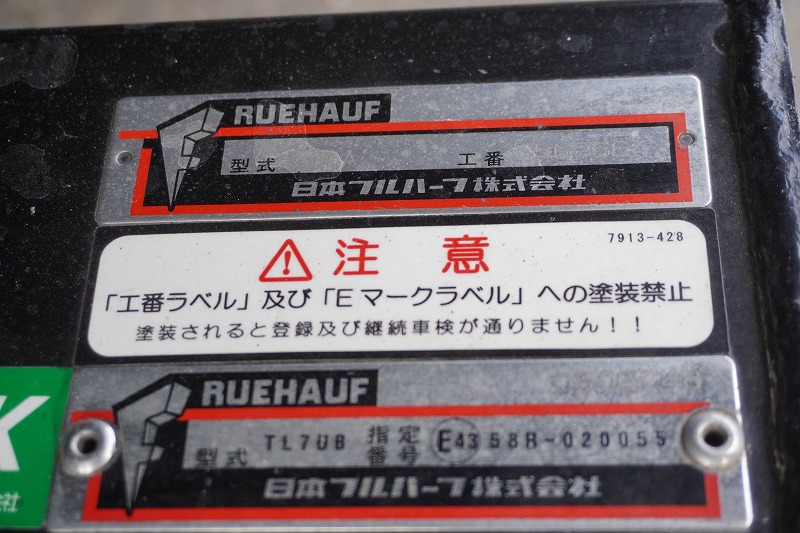 FRUEHAUF
型式 工番
日本フルハーフ株式会社
7913-428
注意
「工番ラベル」及び「Eマークラベル」への塗装禁止
塗装されると登録及び継続車検が通りません!!
FRUEHAUF
型式 TL7UB 指定番号 E43 58R-020055
日本フルハーフ株式会社
K
会社